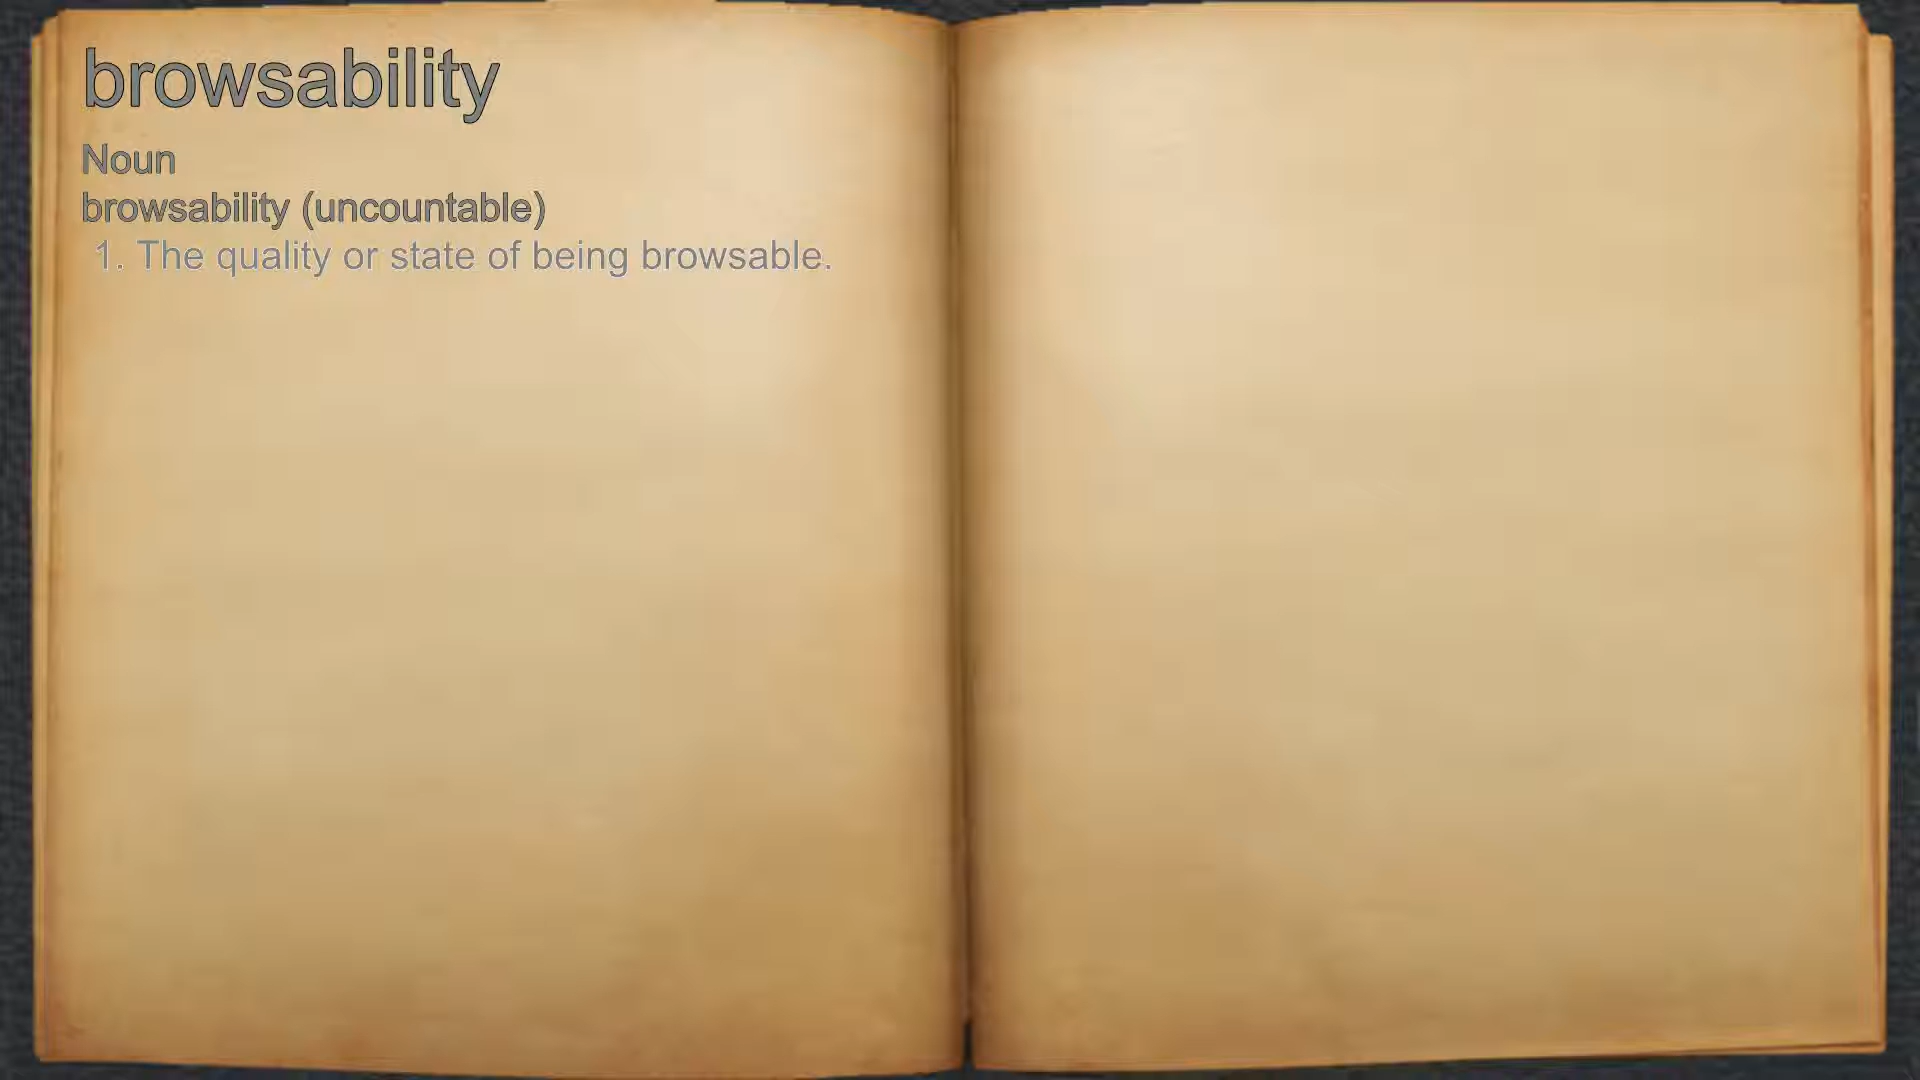 browsability
Noun
browsability (uncountable)
1. The quality or state of being browsable.